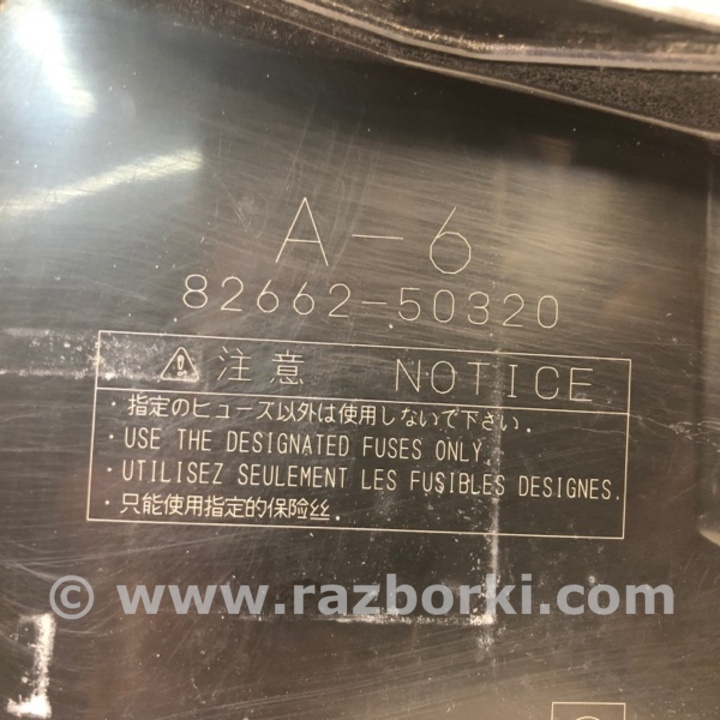 A-6
82662-50320
⚠注意 NOTICE
・指定のヒューズ以外は使用しないで下さい.
・USE THE DESIGNATED FUSES ONLY.
・UTILISEZ SEULEMENT LES FUSIBLES DESIGNES.
・只能使用指定的保险丝.
© www.razborki.com